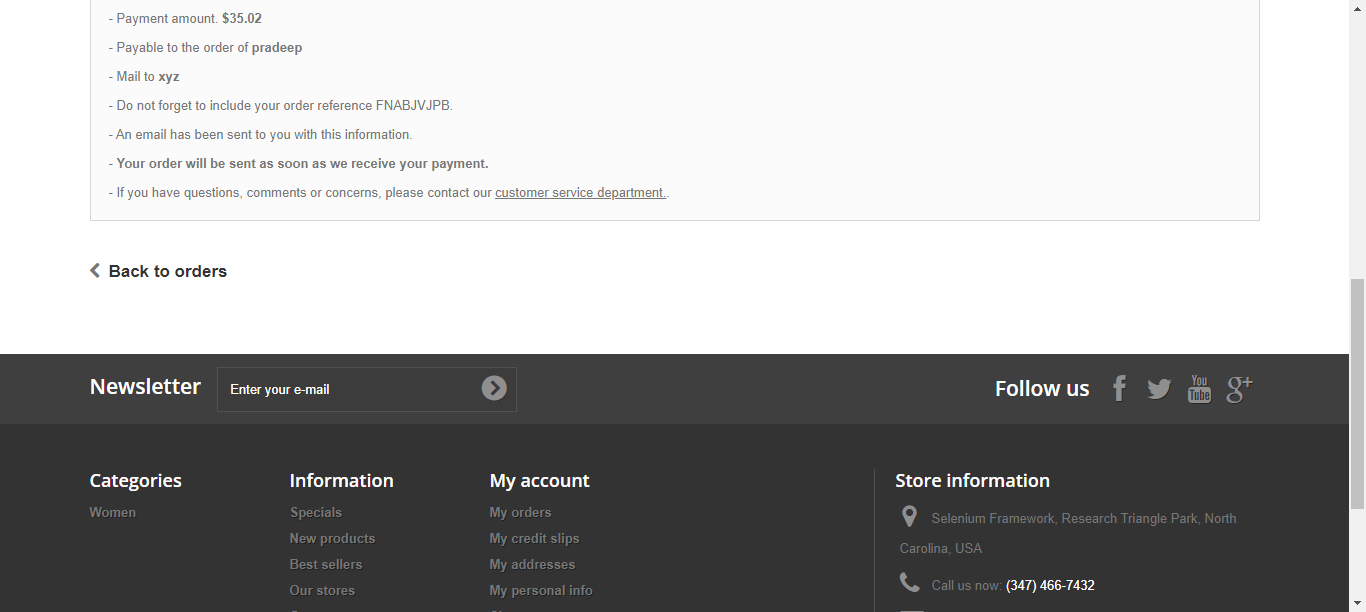 - Payment amount. $35.02
- Payable to the order of pradeep
- Mail to xyz
- Do not forget to include your order reference FNABJVJPB.
- An email has been sent to you with this information.
- Your order will be sent as soon as we receive your payment.
- If you have questions, comments or concerns, please contact our customer service department..
Back to orders
Newsletter
Enter your e-mail
Follow us
You
Tube
g+
Categories
Women
Information
Specials
New products
Best sellers
Our stores
My account
My orders
My credit slips
My addresses
My personal info
Store information
Selenium Framework, Research Triangle Park, North
Carolina, USA
Call us now: (347) 466-7432